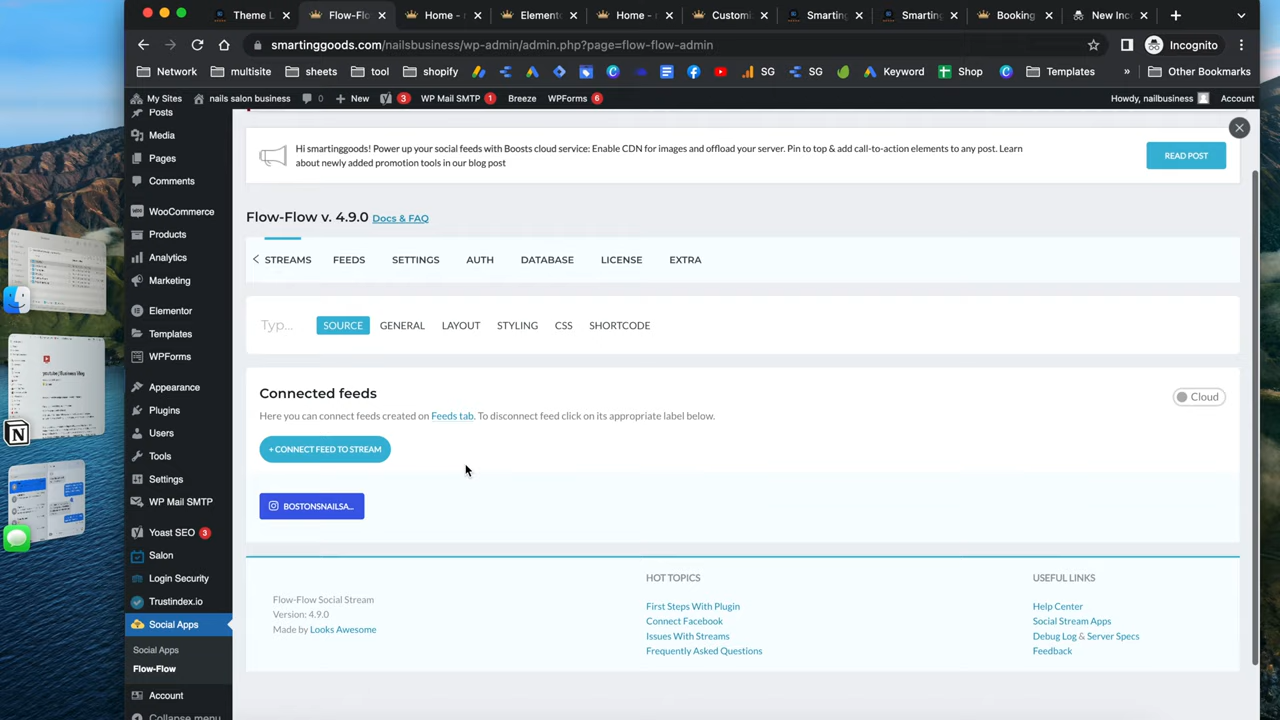 Theme L
Flow-Flo
Home - r
Elemente
Home - r
Customi
Smarting
Smarting
Booking
New Inc
smartinggoods.com/nailsbusiness/wp-admin/admin.php?page=flow-flow-admin
Incognito
Network
multisite
sheets
tool
shopify
SG
SG
Keyword
Shop
Templates
»
Other Bookmarks
My Sites
nails salon business
0
New
3
WP Mail SMTP 1
Breeze
WPForms 6
Howdy, nailbusiness
Account
Posts
Media
Pages
Comments
WooCommerce
Products
Analytics
Marketing
Elementor
Templates
WPForms
Appearance
Plugins
Users
Tools
Settings
WP Mail SMTP
Yoast SEO 3
Salon
Login Security
Trustindex.io
Social Apps
Social Apps
Flow-Flow
Account
Collapse menu
Hi smartinggoods! Power up your social feeds with Boosts cloud service: Enable CDN for images and offload your server. Pin to top & add call-to-action elements to any post. Learn
about newly added promotion tools in our blog post
READ POST
Flow-Flow v. 4.9.0 Docs & FAQ
STREAMS
FEEDS
SETTINGS
AUTH
DATABASE
LICENSE
EXTRA
Typ...
SOURCE
GENERAL
LAYOUT
STYLING
CSS
SHORTCODE
Connected feeds
Cloud
Here you can connect feeds created on Feeds tab. To disconnect feed click on its appropriate label below.
+ CONNECT FEED TO STREAM
BOSTONSNAILSA...
Flow-Flow Social Stream
Version: 4.9.0
Made by Looks Awesome
HOT TOPICS
First Steps With Plugin
Connect Facebook
Issues With Streams
Frequently Asked Questions
USEFUL LINKS
Help Center
Social Stream Apps
Debug Log & Server Specs
Feedback